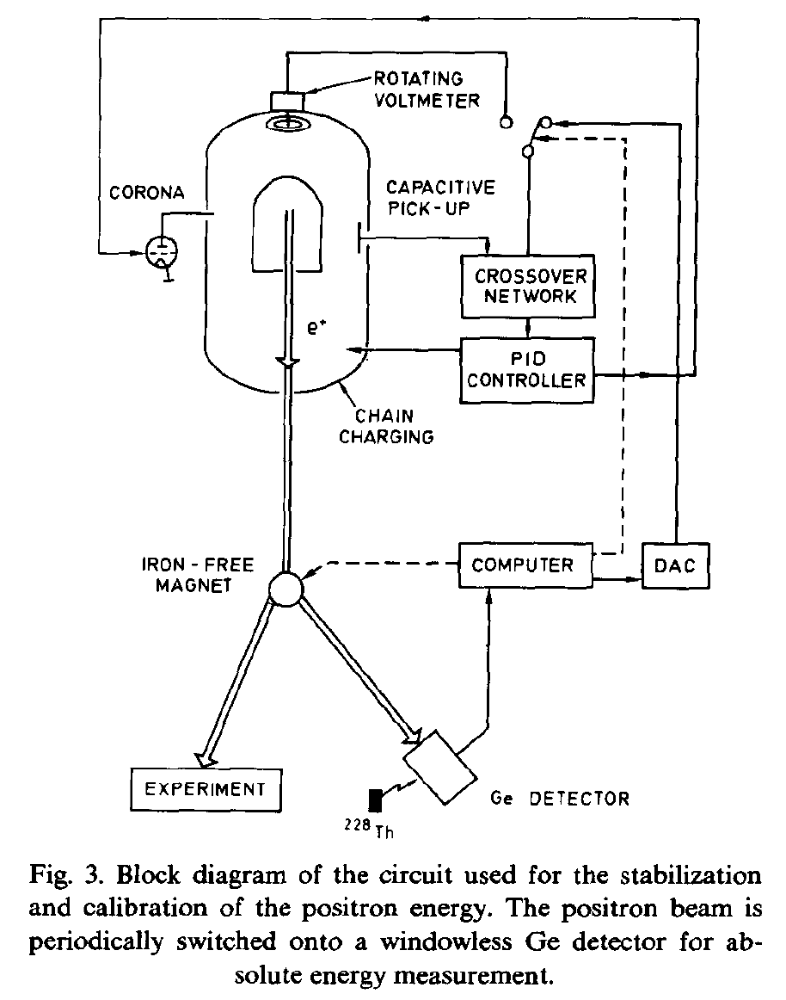 ROTATING
VOLTMETER
CORONA
CAPACITIVE
PICK-UP
CROSSOVER
NETWORK
e⁺
PID
CONTROLLER
CHAIN
CHARGING
IRON-FREE
MAGNET
COMPUTER
DAC
EXPERIMENT
Ge DETECTOR
²²⁸Th
Fig. 3. Block diagram of the circuit used for the stabilization
and calibration of the positron energy. The positron beam is
periodically switched onto a windowless Ge detector for ab-
solute energy measurement.